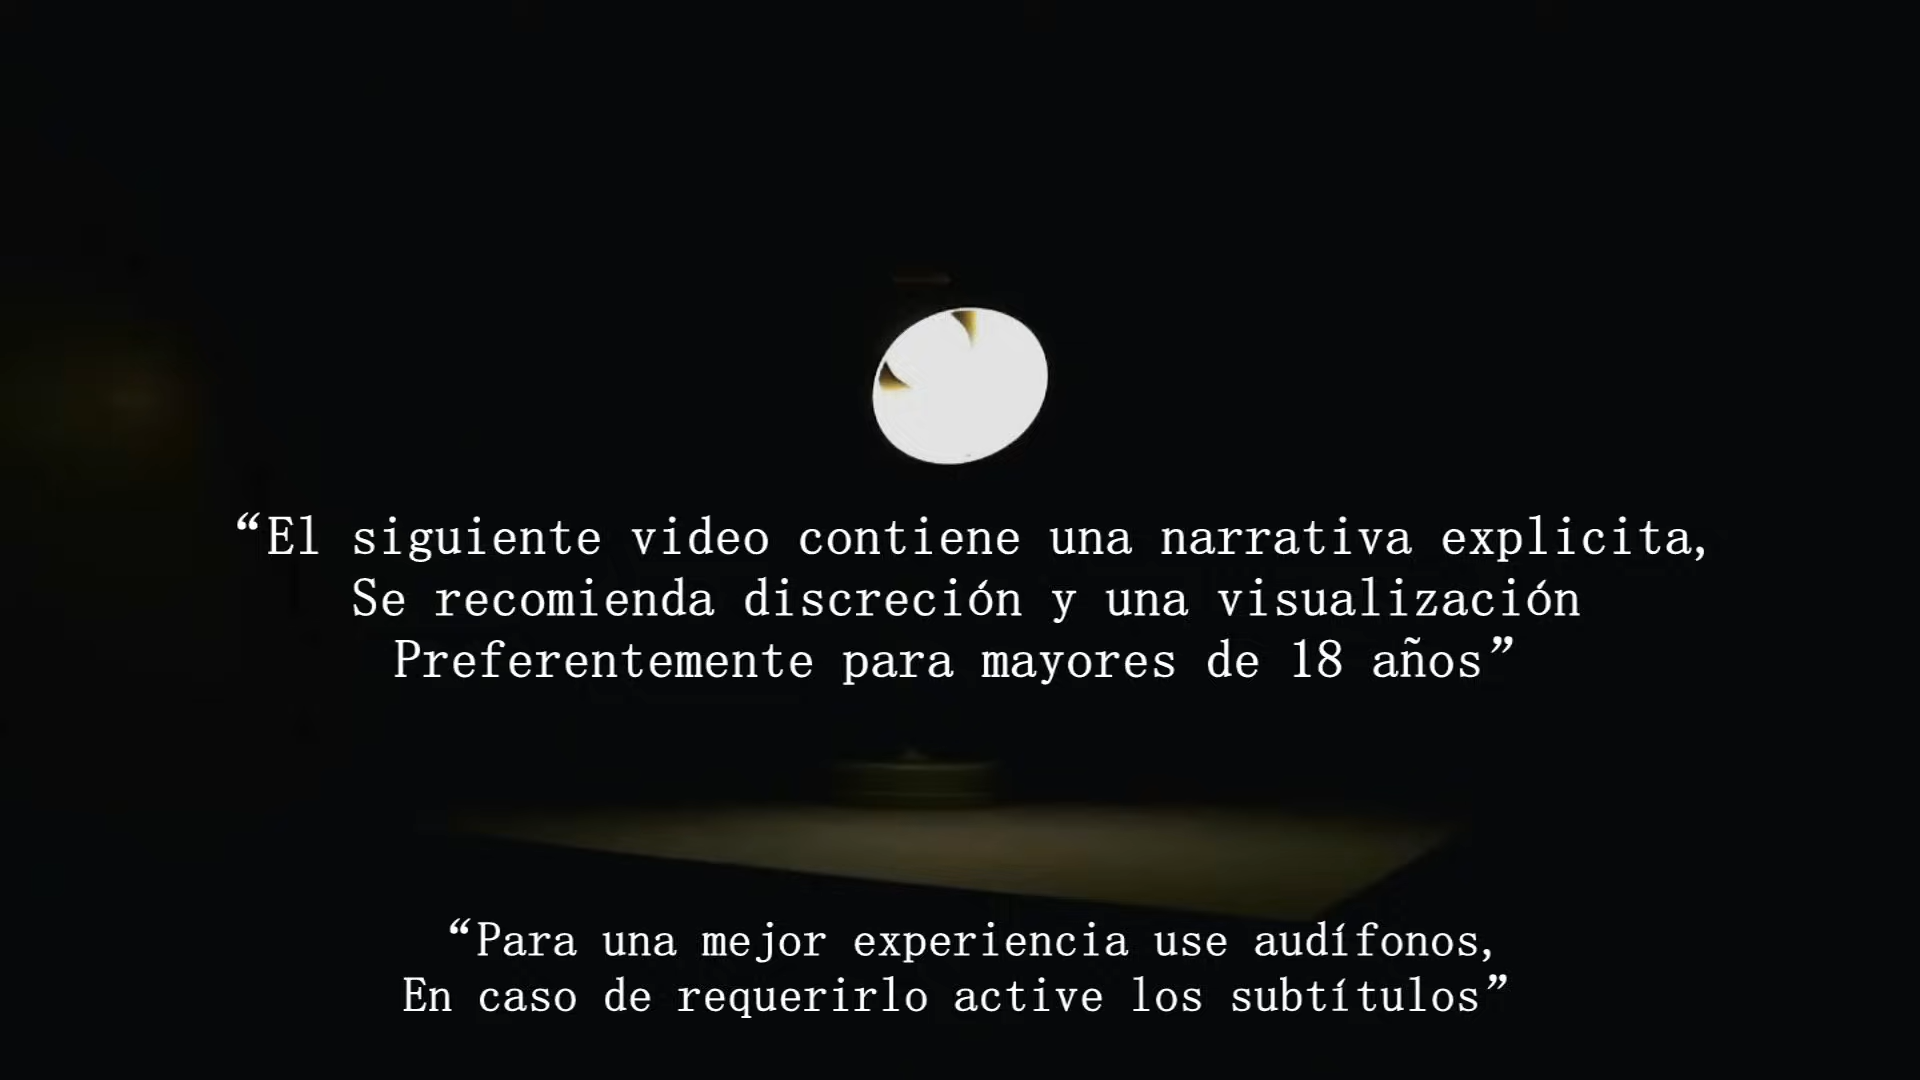 “El siguiente video contiene una narrativa explicita,
Se recomienda discreción y una visualización
Preferentemente para mayores de 18 años”
“Para una mejor experiencia use audífonos,
En caso de requerirlo active los subtítulos”